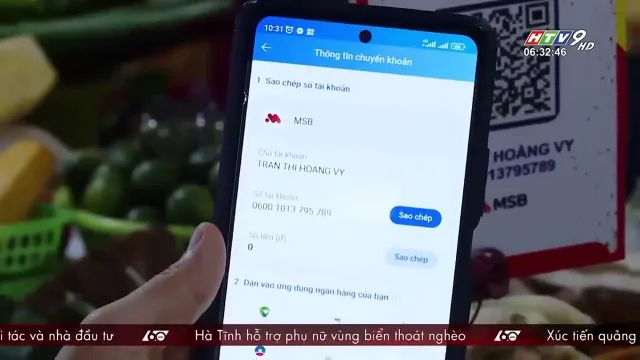 10:31
Thông tin chuyển khoản
1 Sao chép số tài khoản
MSB
Chủ tài khoản
TRAN THI HOANG VY
Số tài khoản
0600 1013 795 789
Sao chép
Số tiền (đ)
0
Sao chép
2 Dán vào ứng dụng ngân hàng của bạn
HTV9 HD
06:32:46
HOÀNG VY
13795789
MSB
i tác và nhà đầu tư
60
Hà Tĩnh hỗ trợ phụ nữ vùng biển thoát nghèo
60
Xúc tiến quảng